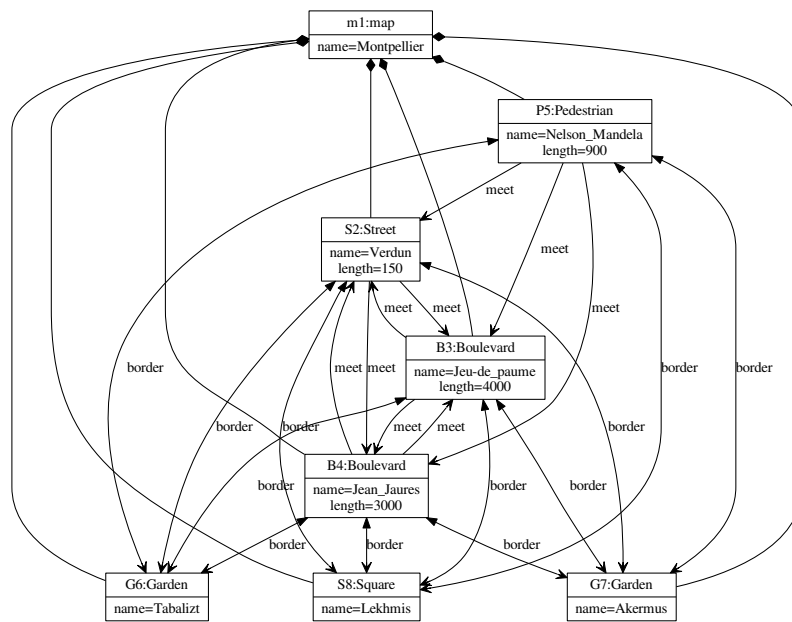 m1:map
name=Montpellier
P5:Pedestrian
name=Nelson_Mandela
length=900
meet
S2:Street
name=Verdun
length=150
meet
meet
meet
meet
B3:Boulevard
name=Jeu-de_paume
length=4000
border
meet
meet
border
border
border
border
border
meet
meet
B4:Boulevard
name=Jean_Jaures
length=3000
border
border
border
border
border
border
G6:Garden
name=Tabalizt
S8:Square
name=Lekhmis
G7:Garden
name=Akermus